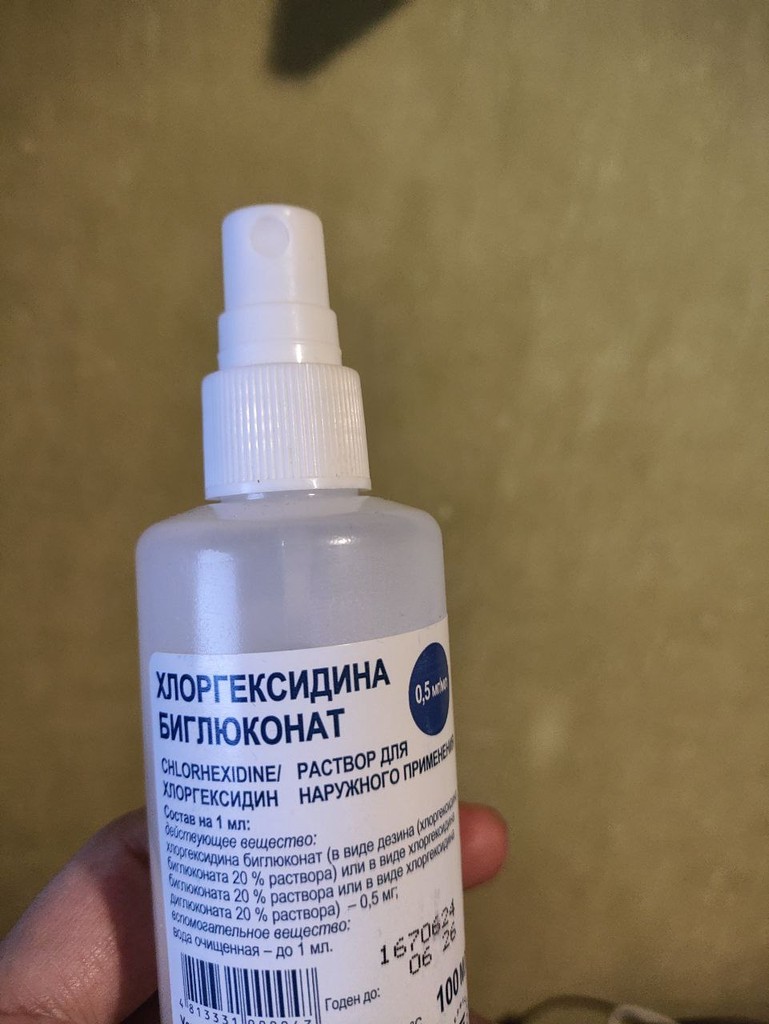 ХЛОРГЕКСИДИНА
БИГЛЮКОНАТ
0,5 мг/мл
CHLORHEXIDINE/
ХЛОРГЕКСИДИН
РАСТВОР ДЛЯ
НАРУЖНОГО ПРИМЕНЕНИЯ
Состав на 1 мл:
действующее вещество:
хлоргексидина биглюконат (в виде дезина
биглюконата 20 % раствора) или в виде хлоргексидина
биглюконата 20 % раствора или в виде хлоргексидина
диглюконата 20 % раствора) – 0,5 мг;
вспомогательное вещество:
вода очищенная – до 1 мл.
1670624
06 26
Годен до:
100